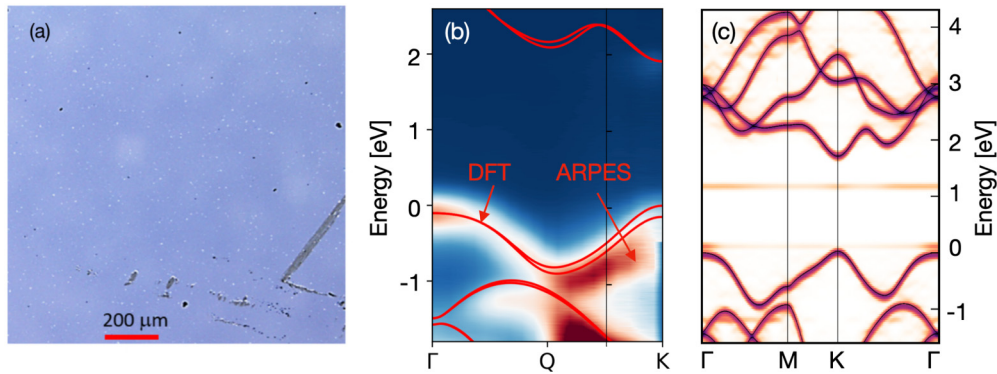 (a)
200 μm
(b)
Energy [eV]
2
1
0
-1
DFT
ARPES
Γ
Q
K
(c)
4
3
2
1
0
-1
Energy [eV]
Γ
M
K
Γ